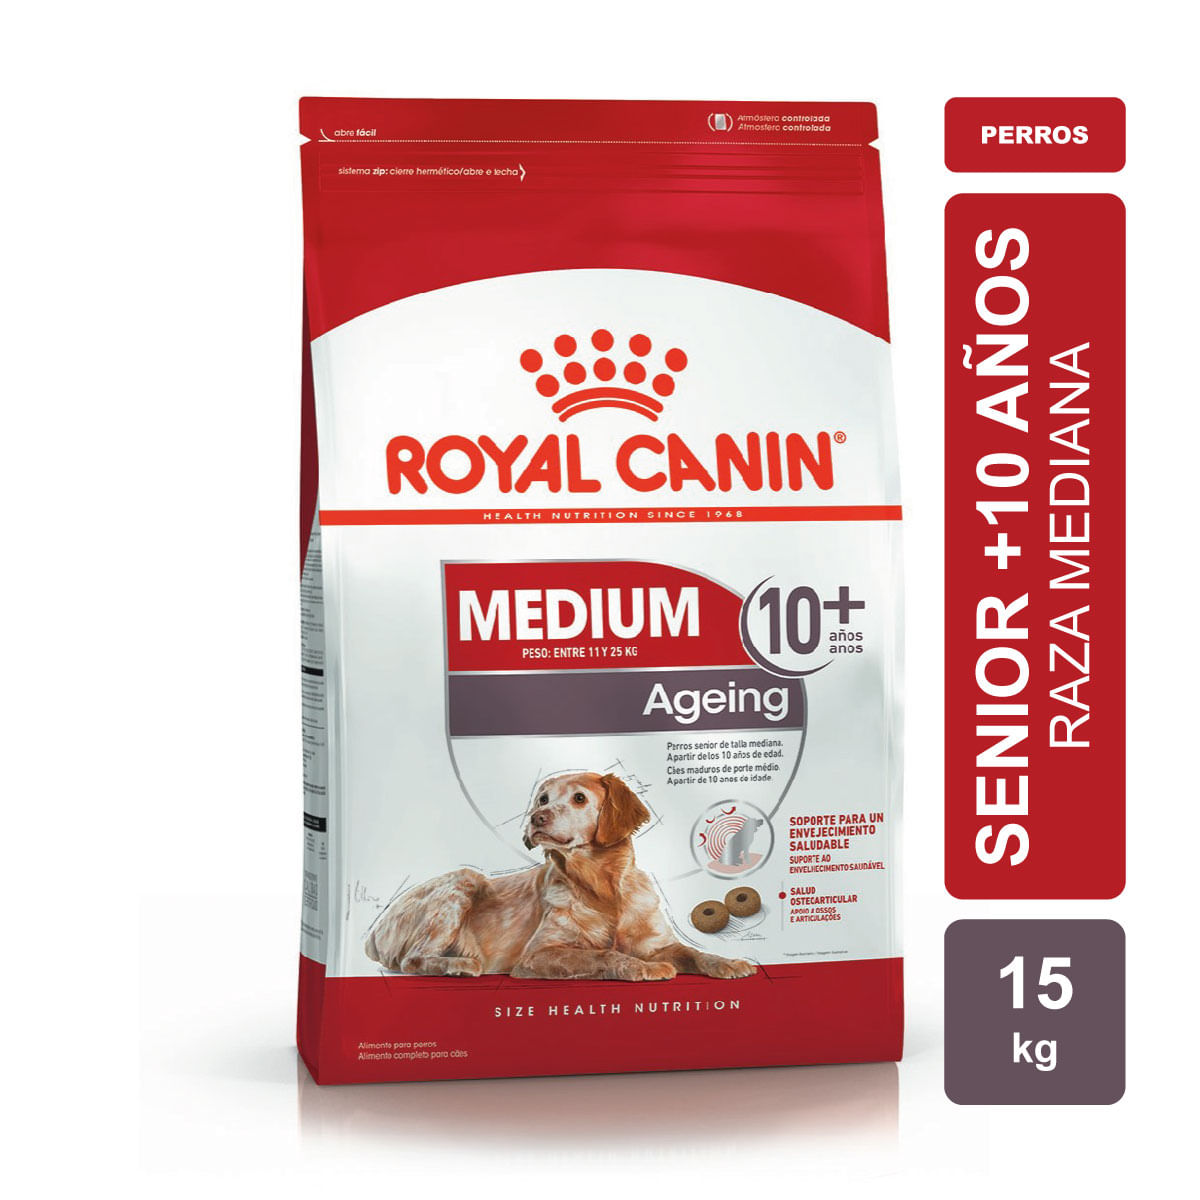 abre fácil
Atmósfera controlada
Atmosfera controlada
sistema zip: cierre hermético/abre e fecha
ROYAL CANIN®
HEALTH NUTRITION SINCE 1968
MEDIUM
PESO: ENTRE 11 Y 25 KG
10+
años
anos
Ageing
Perros senior de talla mediana.
Apartir delos 10 años de edad.
Cães maduros de porte médio.
Apartir de 10 anos de idade.
SOPORTE PARA UN
ENVEJECIMIENTO
SALUDABLE
SUPORTE AO
ENVELHECIMENTO SAUDÁVEL
SALUD
OSTEOARTICULAR
APOIO A OSSOS
E ARTICULAÇÕES
SIZE HEALTH NUTRITION
Alimento para perros
Alimento completo para cães
PERROS
SENIOR +10 AÑOS
RAZA MEDIANA
15
kg